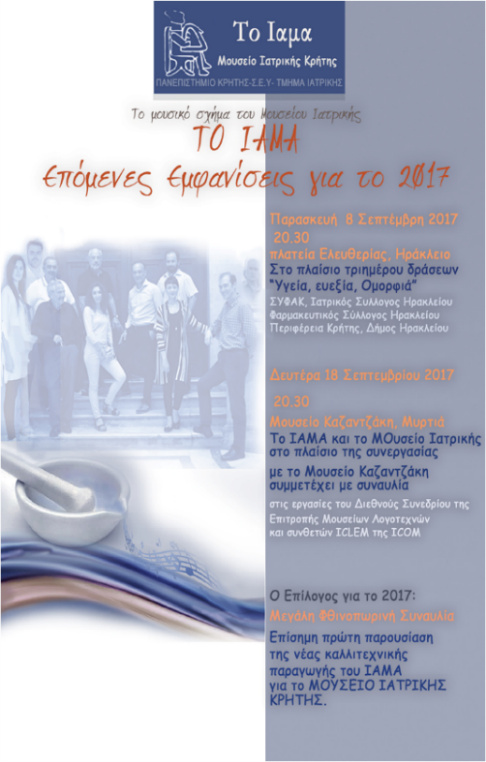 Το Ιαμα
Μουσείο Ιατρικής Κρήτης
ΠΑΝΕΠΙΣΤΗΜΙΟ ΚΡΗΤΗΣ-Σ.Ε.Υ- ΤΜΗΜΑ ΙΑΤΡΙΚΗΣ
Το μουσικό σχήμα του Μουσείου Ιατρικής
ΤΟ ΙΑΜΑ
Επόμενες Εμφανίσεις για το 2017
Παρασκευή 8 Σεπτέμβρη 2017
20.30
πλατεία Ελευθερίας, Ηράκλειο
Στο πλαίσιο τριημέρου δράσεων
"Υγεία, ευεξία, Ομορφιά"
ΣΥΦΑΚ, Ιατρικός Συλλογος Ηρακλείου
Φαρμακευτικός Σύλλογος Ηρακλείου
Περιφέρεια Κρήτης, Δήμος Ηρακλείου
Δευτέρα 18 Σεπτεμβρίου 2017
20.30
Μουσείο Καζαντζάκη, Μυρτιά
Το ΙΑΜΑ και το ΜΟυσείο Ιατρικής
στο πλαίσιο της συνεργασίας
με το Μουσείο Καζαντζάκη
συμμετέχει με συναυλία
στις εργασίες του Διεθνούς Συνεδρίου της
Επιτροπής Μουσείων Λογοτεχνών
και συνθετών ICLEM της ICOM
Ο Επίλογος για το 2017:
Μεγάλη Φθινοπωρινή Συναυλία
Επίσημη πρώτη παρουσίαση
της νέας καλλιτεχνικής
παραγωγής του ΙΑΜΑ
για το ΜΟΥΣΕΙΟ ΙΑΤΡΙΚΗΣ
ΚΡΗΤΗΣ.